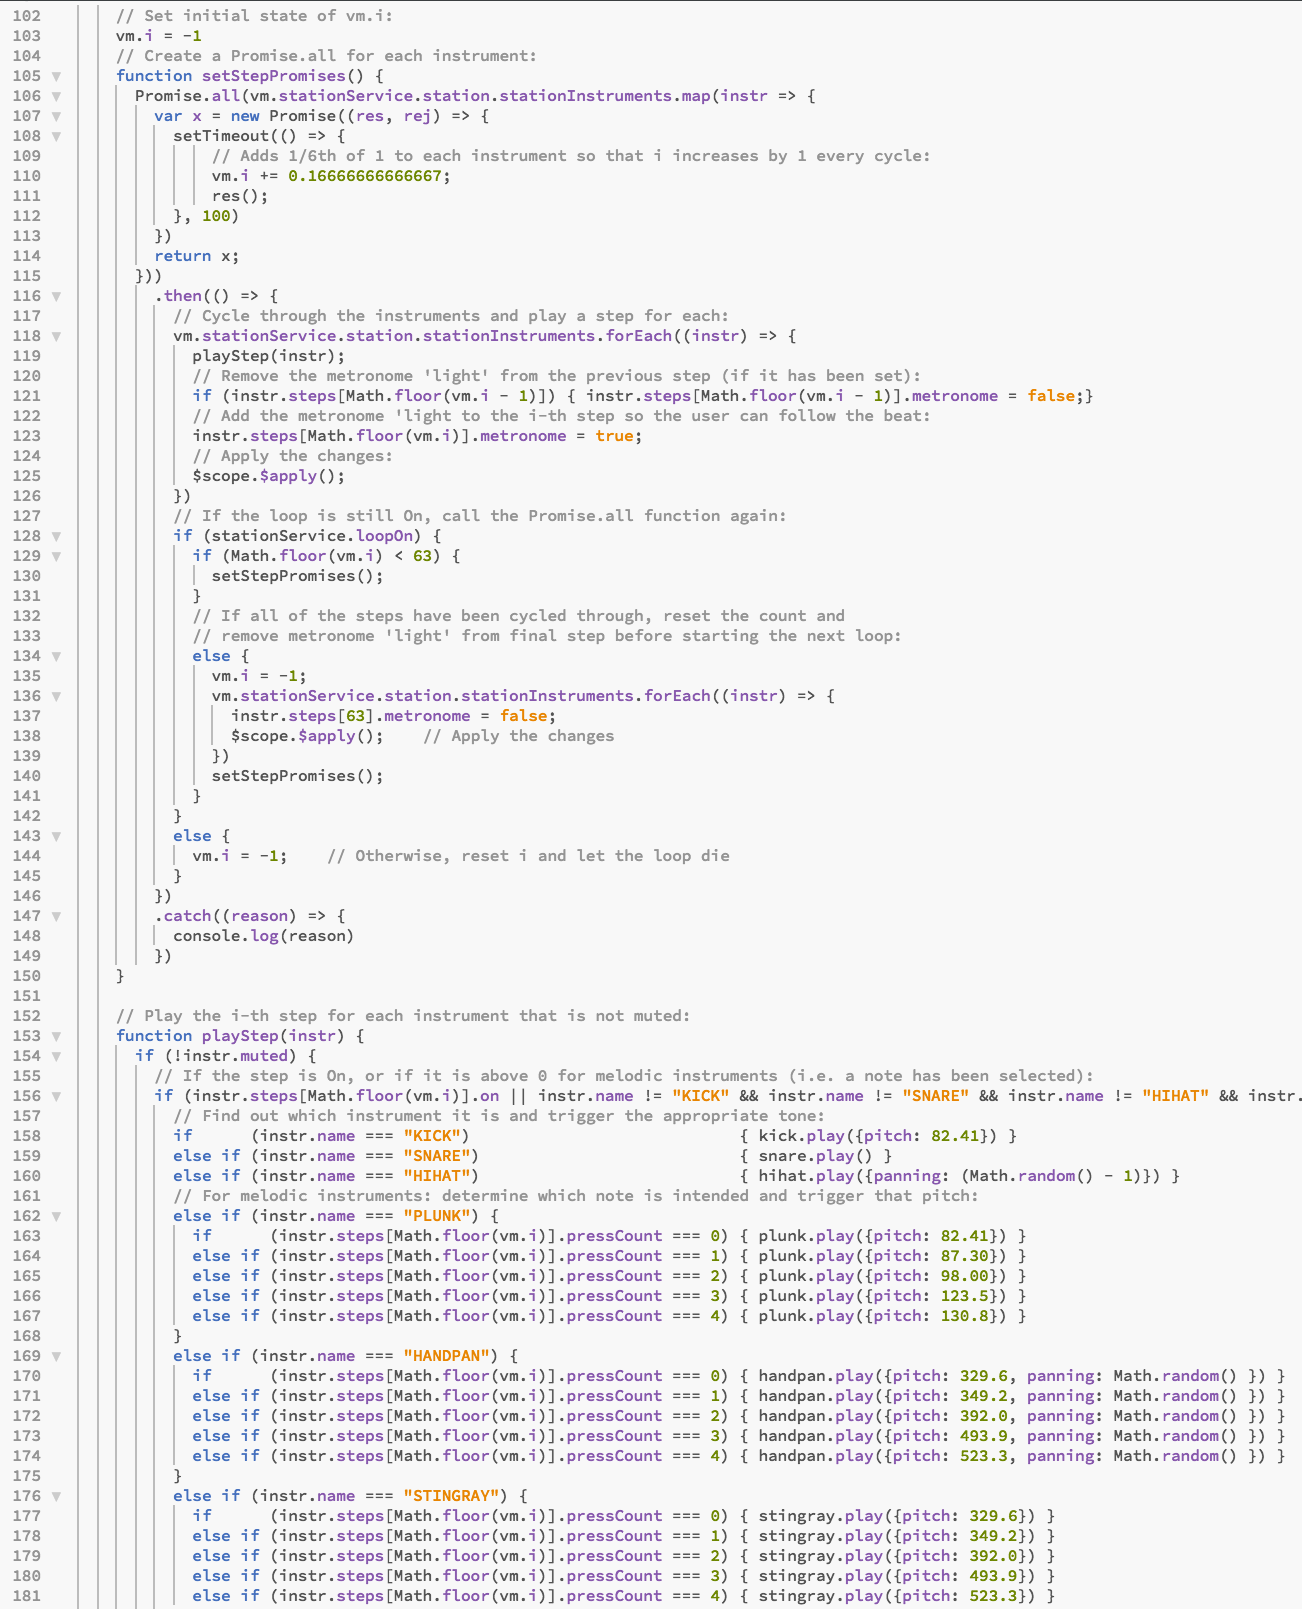 102 // Set initial state of vm.i:
103 vm.i = -1
104 // Create a Promise.all for each instrument:
105 ▼ function setStepPromises() {
106 ▼ Promise.all(vm.stationService.station.stationInstruments.map(instr => {
107 ▼ var x = new Promise((res, rej) => {
108 ▼ setTimeout(() => {
109 // Adds 1/6th of 1 to each instrument so that i increases by 1 every cycle:
110 vm.i += 0.16666666666667;
111 res();
112 }, 100)
113 })
114 return x;
115 }))
116 ▼ .then(() => {
117 // Cycle through the instruments and play a step for each:
118 ▼ vm.stationService.station.stationInstruments.forEach((instr) => {
119 playStep(instr);
120 // Remove the metronome 'light' from the previous step (if it has been set):
121 if (instr.steps[Math.floor(vm.i - 1)]) { instr.steps[Math.floor(vm.i - 1)].metronome = false;}
122 // Add the metronome 'light to the i-th step so the user can follow the beat:
123 instr.steps[Math.floor(vm.i)].metronome = true;
124 // Apply the changes:
125 $scope.$apply();
126 })
127 // If the loop is still On, call the Promise.all function again:
128 ▼ if (stationService.loopOn) {
129 ▼ if (Math.floor(vm.i) < 63) {
130 setStepPromises();
131 }
132 // If all of the steps have been cycled through, reset the count and
133 // remove metronome 'light' from final step before starting the next loop:
134 ▼ else {
135 vm.i = -1;
136 ▼ vm.stationService.station.stationInstruments.forEach((instr) => {
137 instr.steps[63].metronome = false;
138 $scope.$apply(); // Apply the changes
139 })
140 setStepPromises();
141 }
142 }
143 ▼ else {
144 vm.i = -1; // Otherwise, reset i and let the loop die
145 }
146 })
147 ▼ .catch((reason) => {
148 console.log(reason)
149 })
150 }
151
152 // Play the i-th step for each instrument that is not muted:
153 ▼ function playStep(instr) {
154 ▼ if (!instr.muted) {
155 // If the step is On, or if it is above 0 for melodic instruments (i.e. a note has been selected):
156 ▼ if (instr.steps[Math.floor(vm.i)].on || instr.name != "KICK" && instr.name != "SNARE" && instr.name != "HIHAT" && instr.
157 // Find out which instrument it is and trigger the appropriate tone:
158 if (instr.name === "KICK") { kick.play({pitch: 82.41}) }
159 else if (instr.name === "SNARE") { snare.play() }
160 else if (instr.name === "HIHAT") { hihat.play({panning: (Math.random() - 1)}) }
161 // For melodic instruments: determine which note is intended and trigger that pitch:
162 ▼ else if (instr.name === "PLUNK") {
163 if (instr.steps[Math.floor(vm.i)].pressCount === 0) { plunk.play({pitch: 82.41}) }
164 else if (instr.steps[Math.floor(vm.i)].pressCount === 1) { plunk.play({pitch: 87.30}) }
165 else if (instr.steps[Math.floor(vm.i)].pressCount === 2) { plunk.play({pitch: 98.00}) }
166 else if (instr.steps[Math.floor(vm.i)].pressCount === 3) { plunk.play({pitch: 123.5}) }
167 else if (instr.steps[Math.floor(vm.i)].pressCount === 4) { plunk.play({pitch: 130.8}) }
168 }
169 ▼ else if (instr.name === "HANDPAN") {
170 if (instr.steps[Math.floor(vm.i)].pressCount === 0) { handpan.play({pitch: 329.6, panning: Math.random() }) }
171 else if (instr.steps[Math.floor(vm.i)].pressCount === 1) { handpan.play({pitch: 349.2, panning: Math.random() }) }
172 else if (instr.steps[Math.floor(vm.i)].pressCount === 2) { handpan.play({pitch: 392.0, panning: Math.random() }) }
173 else if (instr.steps[Math.floor(vm.i)].pressCount === 3) { handpan.play({pitch: 493.9, panning: Math.random() }) }
174 else if (instr.steps[Math.floor(vm.i)].pressCount === 4) { handpan.play({pitch: 523.3, panning: Math.random() }) }
175 }
176 ▼ else if (instr.name === "STINGRAY") {
177 if (instr.steps[Math.floor(vm.i)].pressCount === 0) { stingray.play({pitch: 329.6}) }
178 else if (instr.steps[Math.floor(vm.i)].pressCount === 1) { stingray.play({pitch: 349.2}) }
179 else if (instr.steps[Math.floor(vm.i)].pressCount === 2) { stingray.play({pitch: 392.0}) }
180 else if (instr.steps[Math.floor(vm.i)].pressCount === 3) { stingray.play({pitch: 493.9}) }
181 else if (instr.steps[Math.floor(vm.i)].pressCount === 4) { stingray.play({pitch: 523.3}) }